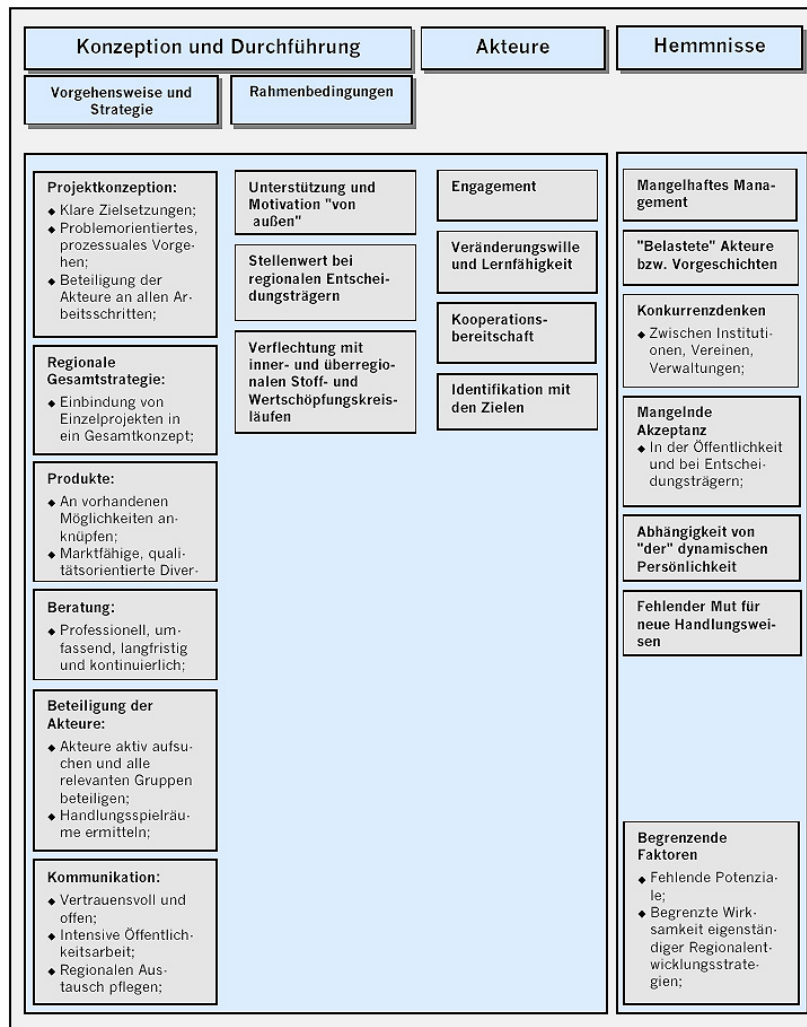 Konzeption und Durchführung
Akteure
Hemmnisse
Vorgehensweise und
Strategie
Rahmenbedingungen
Projektkonzeption:
◆ Klare Zielsetzungen;
◆ Problemorientiertes,
prozessuales Vorge-
hen;
◆ Beteiligung der
Akteure an allen Ar-
beitsschritten;
Regionale
Gesamtstrategie:
◆ Einbindung von
Einzelprojekten in
ein Gesamtkonzept;
Produkte:
◆ An vorhandenen
Möglichkeiten an-
knüpfen;
◆ Marktfähige, quali-
tätsorientierte Diver-
Beratung:
◆ Professionell, um-
fassend, langfristig
und kontinuierlich;
Beteiligung der
Akteure:
◆ Akteure aktiv aufsu-
chen und alle
relevanten Gruppen
beteiligen;
◆ Handlungsspielräu-
me ermitteln;
Kommunikation:
◆ Vertrauensvoll und
offen;
◆ Intensive Öffentlich-
keitsarbeit;
◆ Regionalen Aus-
tausch pflegen;
Unterstützung und
Motivation "von
außen"
Stellenwert bei
regionalen Entschei-
dungsträgern
Verflechtung mit
inner- und überregio-
nalen Stoff- und
Wertschöpfungskreis-
läufen
Engagement
Veränderungswille
und Lernfähigkeit
Kooperations-
bereitschaft
Identifikation mit
den Zielen
Mangelhaftes Mana-
gement
"Belastete" Akteure
bzw. Vorgeschichten
Konkurrenzdenken
◆ Zwischen Instituti-
onen, Vereinen,
Verwaltungen;
Mangelnde
Akzeptanz
◆ In der Öffentlichkeit
und bei Entschei-
dungsträgern;
Abhängigkeit von
"der" dynamischen
Persönlichkeit
Fehlender Mut für
neue Handlungswei-
sen
Begrenzende
Faktoren
◆ Fehlende Potenzia-
le;
◆ Begrenzte Wirk-
samkeit eigenstän-
diger Regionalent-
wicklungsstrate-
gien;